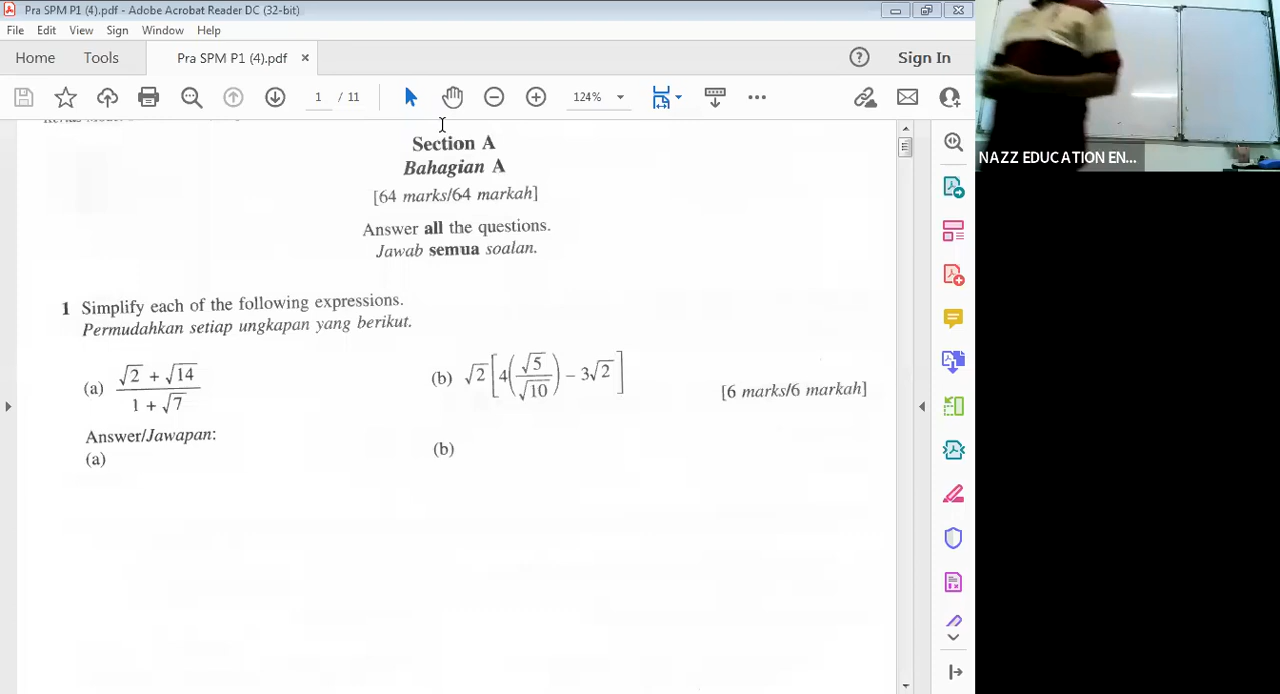 Pra SPM P1 (4).pdf - Adobe Acrobat Reader DC (32-bit)
File Edit View Sign Window Help
Home Tools Pra SPM P1 (4).pdf × ? Sign In
1 / 11 124%
Section A
Bahagian A
[64 marks/64 markah]
Answer all the questions.
Jawab semua soalan.
1 Simplify each of the following expressions.
Permudahkan setiap ungkapan yang berikut.
(a) (√2 + √14)/(1 + √7) (b) √2[4(√5/√10) – 3√2]
[6 marks/6 markah]
Answer/Jawapan:
(a) (b)
NAZZ EDUCATION EN...